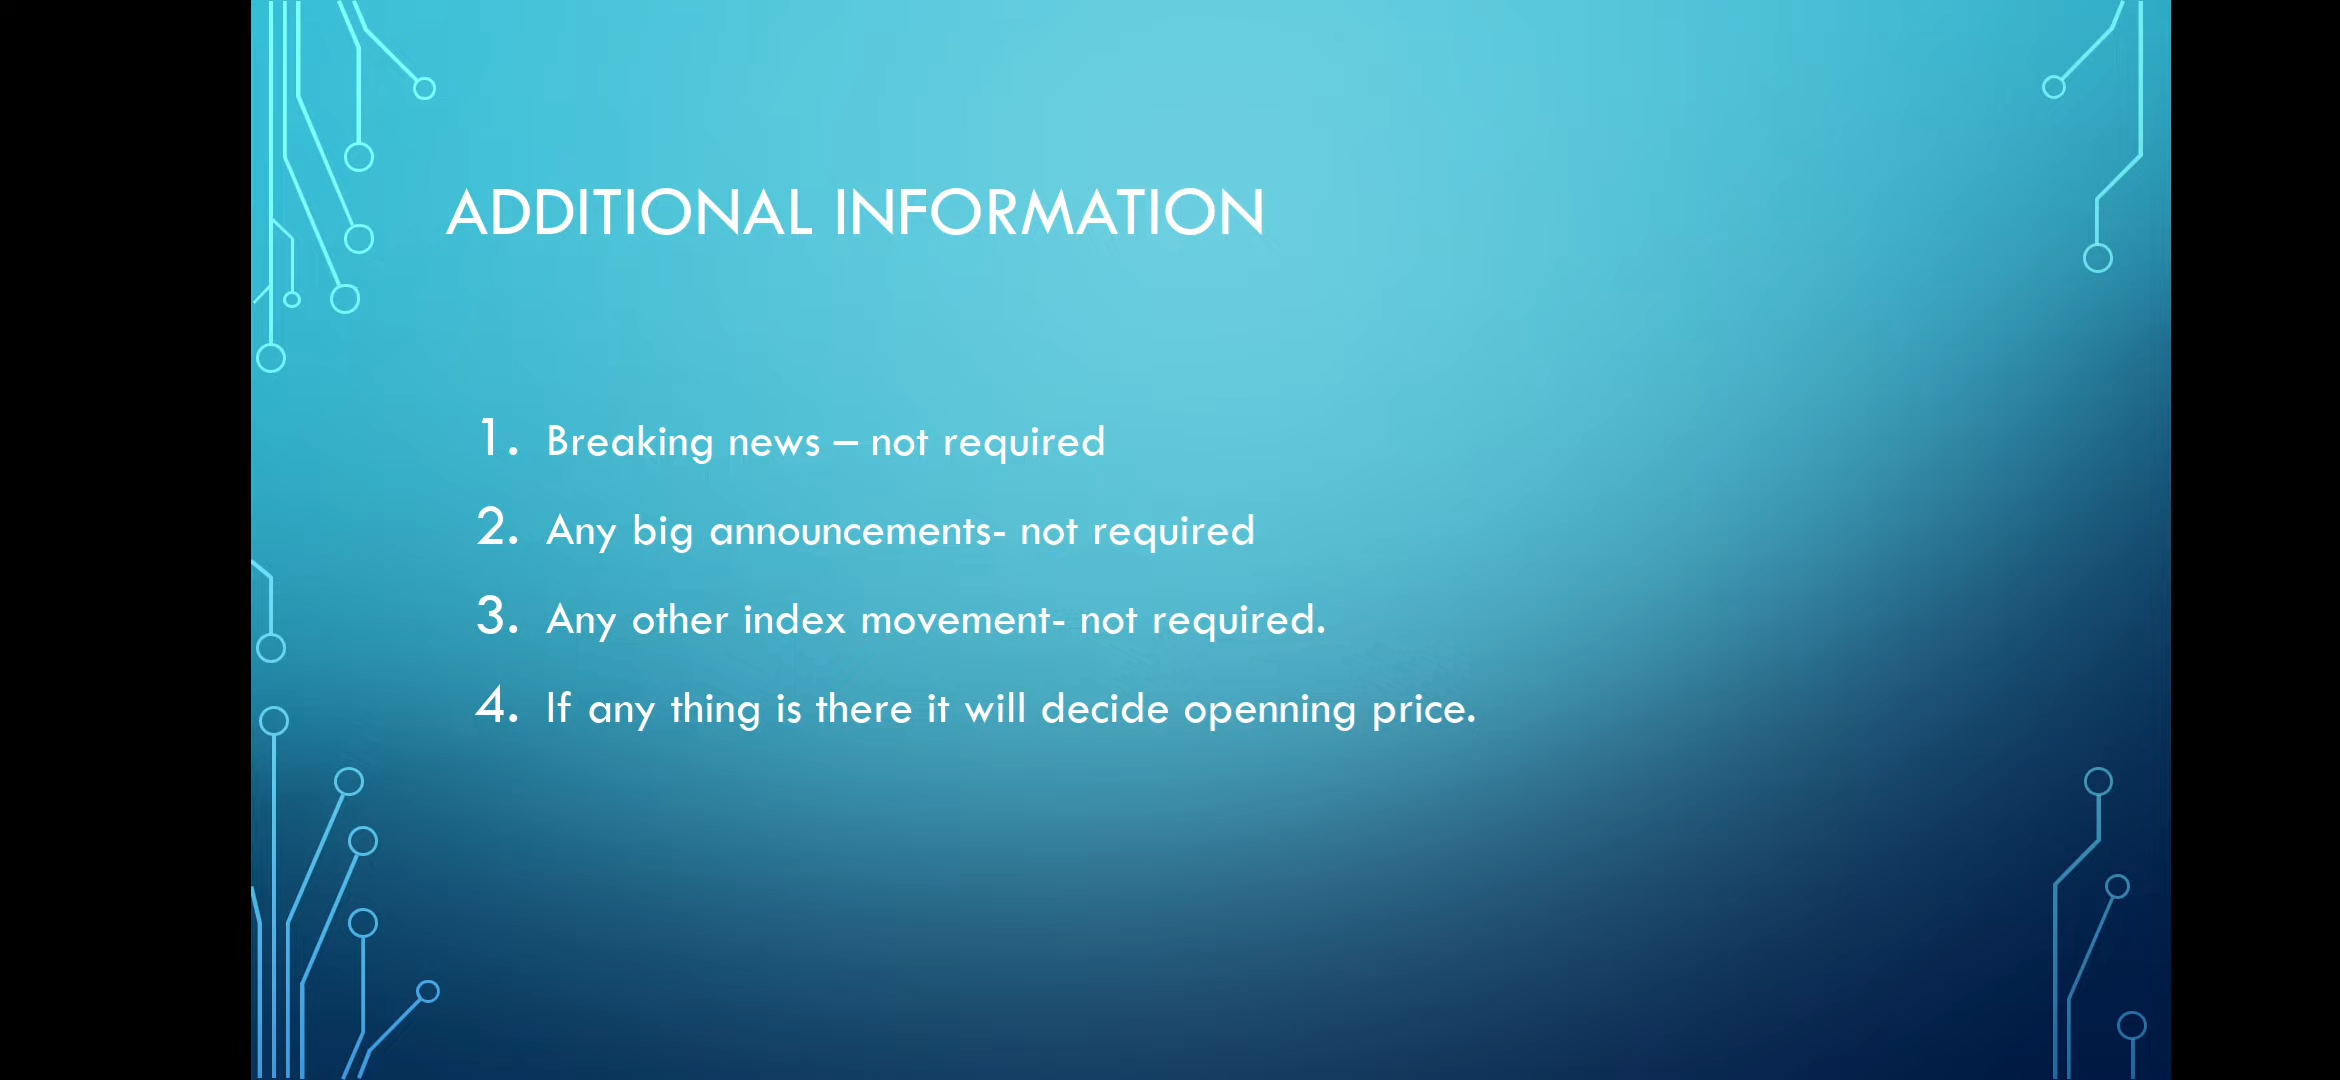 ADDITIONAL INFORMATION
1. Breaking news – not required
2. Any big announcements- not required
3. Any other index movement- not required.
4. If any thing is there it will decide openning price.